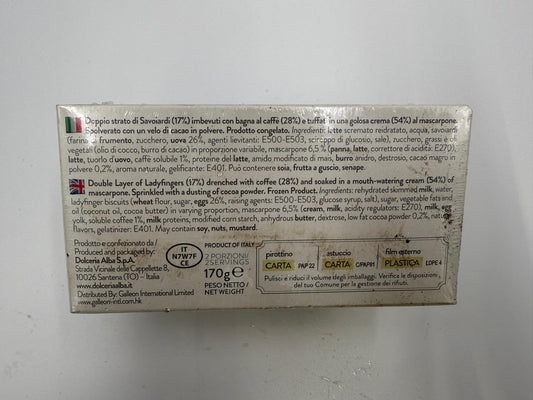 Doppio strato di Savoiardi (17%) imbevuti con bagna al caffè (28%) e tuffati in una golosa crema (54%) al mascarpone.
Spolverato con un velo di cacao in polvere. Prodotto congelato. Ingredienti: latte scremato reidratato, acqua, savoiardi
(farina di frumento, zucchero, uova 26%, agenti lievitanti: E500-E503, sciroppo di glucosio, sale), zucchero, grassi e oli
vegetali (olio di cocco, burro di cacao) in proporzione variabile, mascarpone 6,5% (panna, latte, correttore di acidità: E270),
latte, tuorlo di uovo, caffè solubile 1%, proteine del latte, amido modificato di mais, burro anidro, destrosio, cacao magro in
polvere 0,2%, aroma naturale, gelificante: E401. Può contenere soia, frutta a guscio, senape.
Double Layer of Ladyfingers (17%) drenched with coffee (28%) and soaked in a mouth-watering cream (54%) of
mascarpone. Sprinkled with a dusting of cocoa powder. Frozen Product. Ingredients: rehydrated skimmed milk, water,
ladyfinger biscuits (wheat flour, sugar, eggs 26%, raising agents: E500-E503, glucose syrup, salt), sugar, vegetable fats and
oil (coconut oil, cocoa butter) in varying proportion, mascarpone 6,5% (cream, milk, acidity regulators: E270), milk, egg
yolk, soluble coffee 1%, milk proteins, modified corn starch, anhydrous butter, dextrose, low fat cocoa powder 0,2%, natural
flavors, gelatinizer: E401. May contain soy, nuts, mustard.
Prodotto e confezionato da/
Produced and packaged by:
Dolceria Alba S.p.A.
Strada Vicinale delle Cappellette 8,
10026 Santena (TO) – Italia
www.dolceriaalba.it
Distributed By: Galleon International Limited
www.galleon-intl.com.hk
IT
N7W7F
CE
PRODUCT OF ITALY
2 PORZIONI/
2 SERVINGS
170g e
PESO NETTO/
NET WEIGHT
pirottino
CARTA PAP 22
astuccio
CARTA C/PAP81
film esterno
PLASTICA LDPE 4
Pulisci e riduci il volume degli imballaggi. Verifica le disposizioni
del tuo Comune per la gestione dei rifiuti.